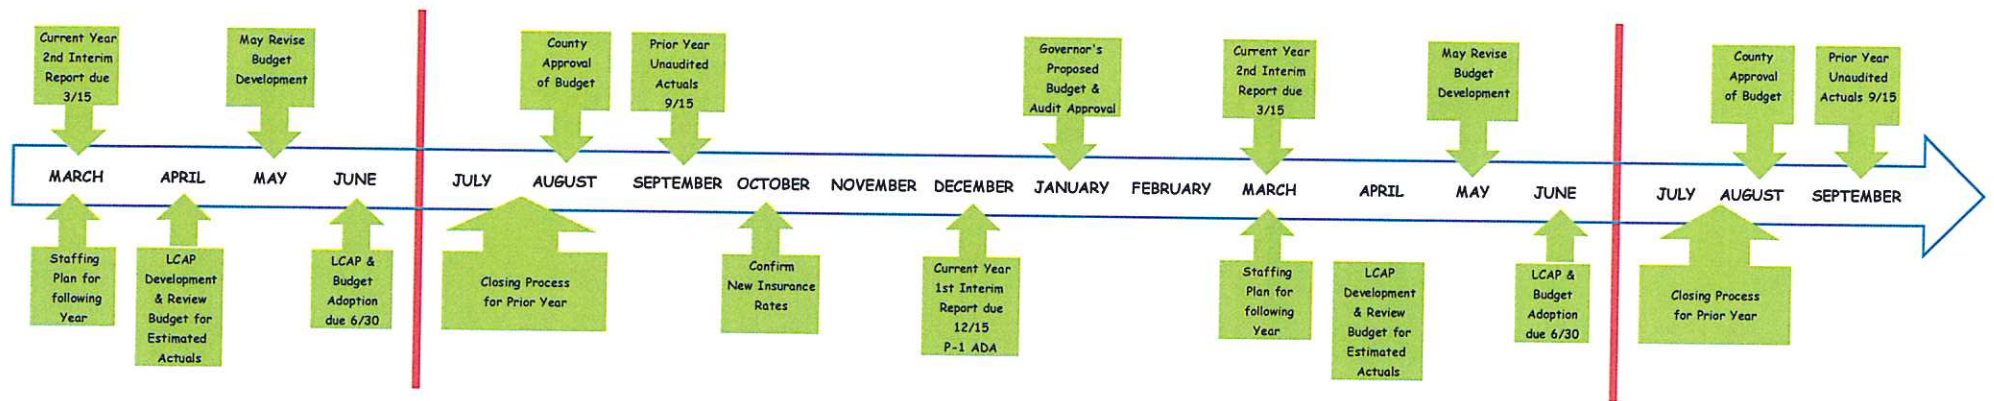 Current Year
2nd Interim
Report due
3/15
May Revise
Budget
Development
County
Approval
of Budget
Prior Year
Unaudited
Actuals
9/15
Governor's
Proposed
Budget &
Audit Approval
Current Year
2nd Interim
Report due
3/15
May Revise
Budget
Development
County
Approval
of Budget
Prior Year
Unaudited
Actuals 9/15
MARCH APRIL MAY JUNE JULY AUGUST SEPTEMBER OCTOBER NOVEMBER DECEMBER JANUARY FEBRUARY MARCH APRIL MAY JUNE JULY AUGUST SEPTEMBER
Staffing
Plan for
following
Year
LCAP
Development
& Review
Budget for
Estimated
Actuals
LCAP &
Budget
Adoption
due 6/30
Closing Process
for Prior Year
Confirm
New Insurance
Rates
Current Year
1st Interim
Report due
12/15
P-1 ADA
Staffing
Plan for
following
Year
LCAP
Development
& Review
Budget for
Estimated
Actuals
LCAP &
Budget
Adoption
due 6/30
Closing Process
for Prior Year